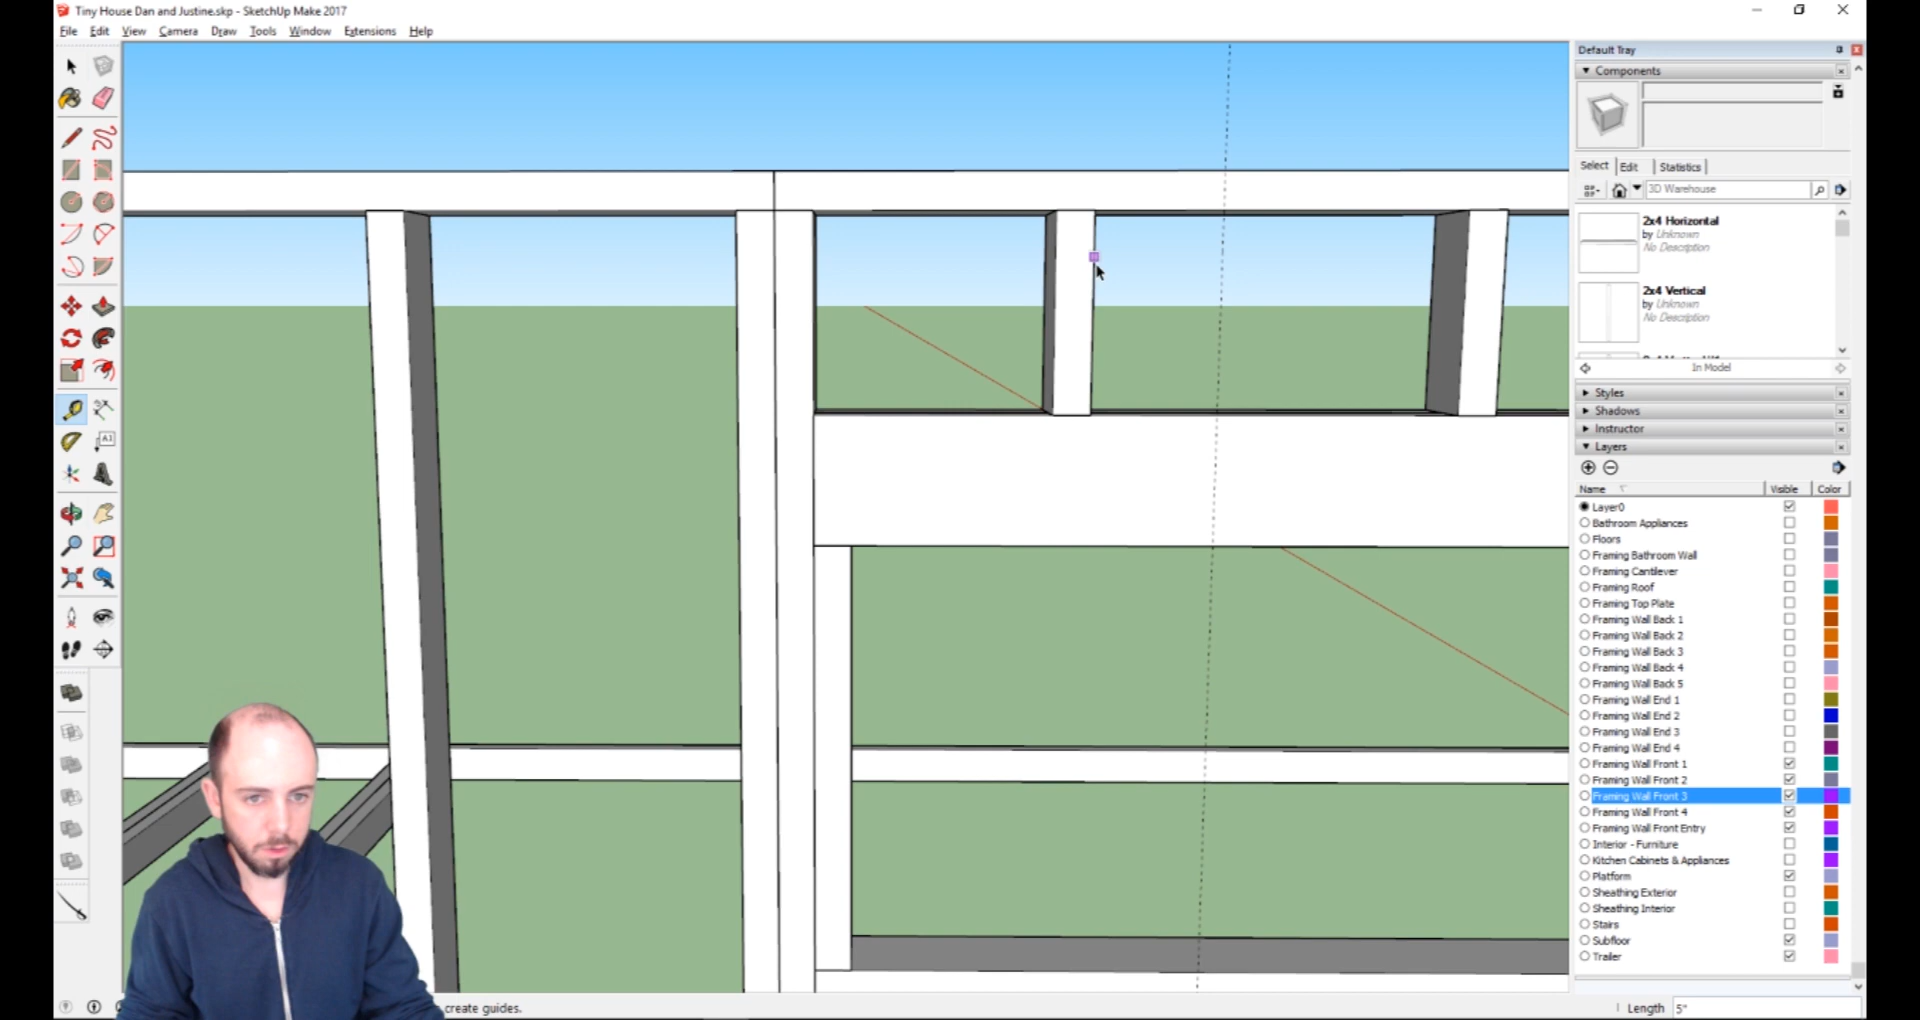 Tiny House Dan and Justine.skp - SketchUp Make 2017
File Edit View Camera Draw Tools Window Extensions Help
Default Tray
Components
Select Edit Statistics
3D Warehouse
2x4 Horizontal
by Unknown
No Description
2x4 Vertical
by Unknown
No Description
In Model
Styles
Shadows
Instructor
Layers
Name Visible Color
Layer0
Bathroom Appliances
Floors
Framing Bathroom Wall
Framing Cantilever
Framing Roof
Framing Top Plate
Framing Wall Back 1
Framing Wall Back 2
Framing Wall Back 3
Framing Wall Back 4
Framing Wall Back 5
Framing Wall End 1
Framing Wall End 2
Framing Wall End 3
Framing Wall End 4
Framing Wall Front 1
Framing Wall Front 2
Framing Wall Front 3
Framing Wall Front 4
Framing Wall Front Entry
Interior - Furniture
Kitchen Cabinets & Appliances
Platform
Sheathing Exterior
Sheathing Interior
Stairs
Subfloor
Trailer
create guides.
Length 5"